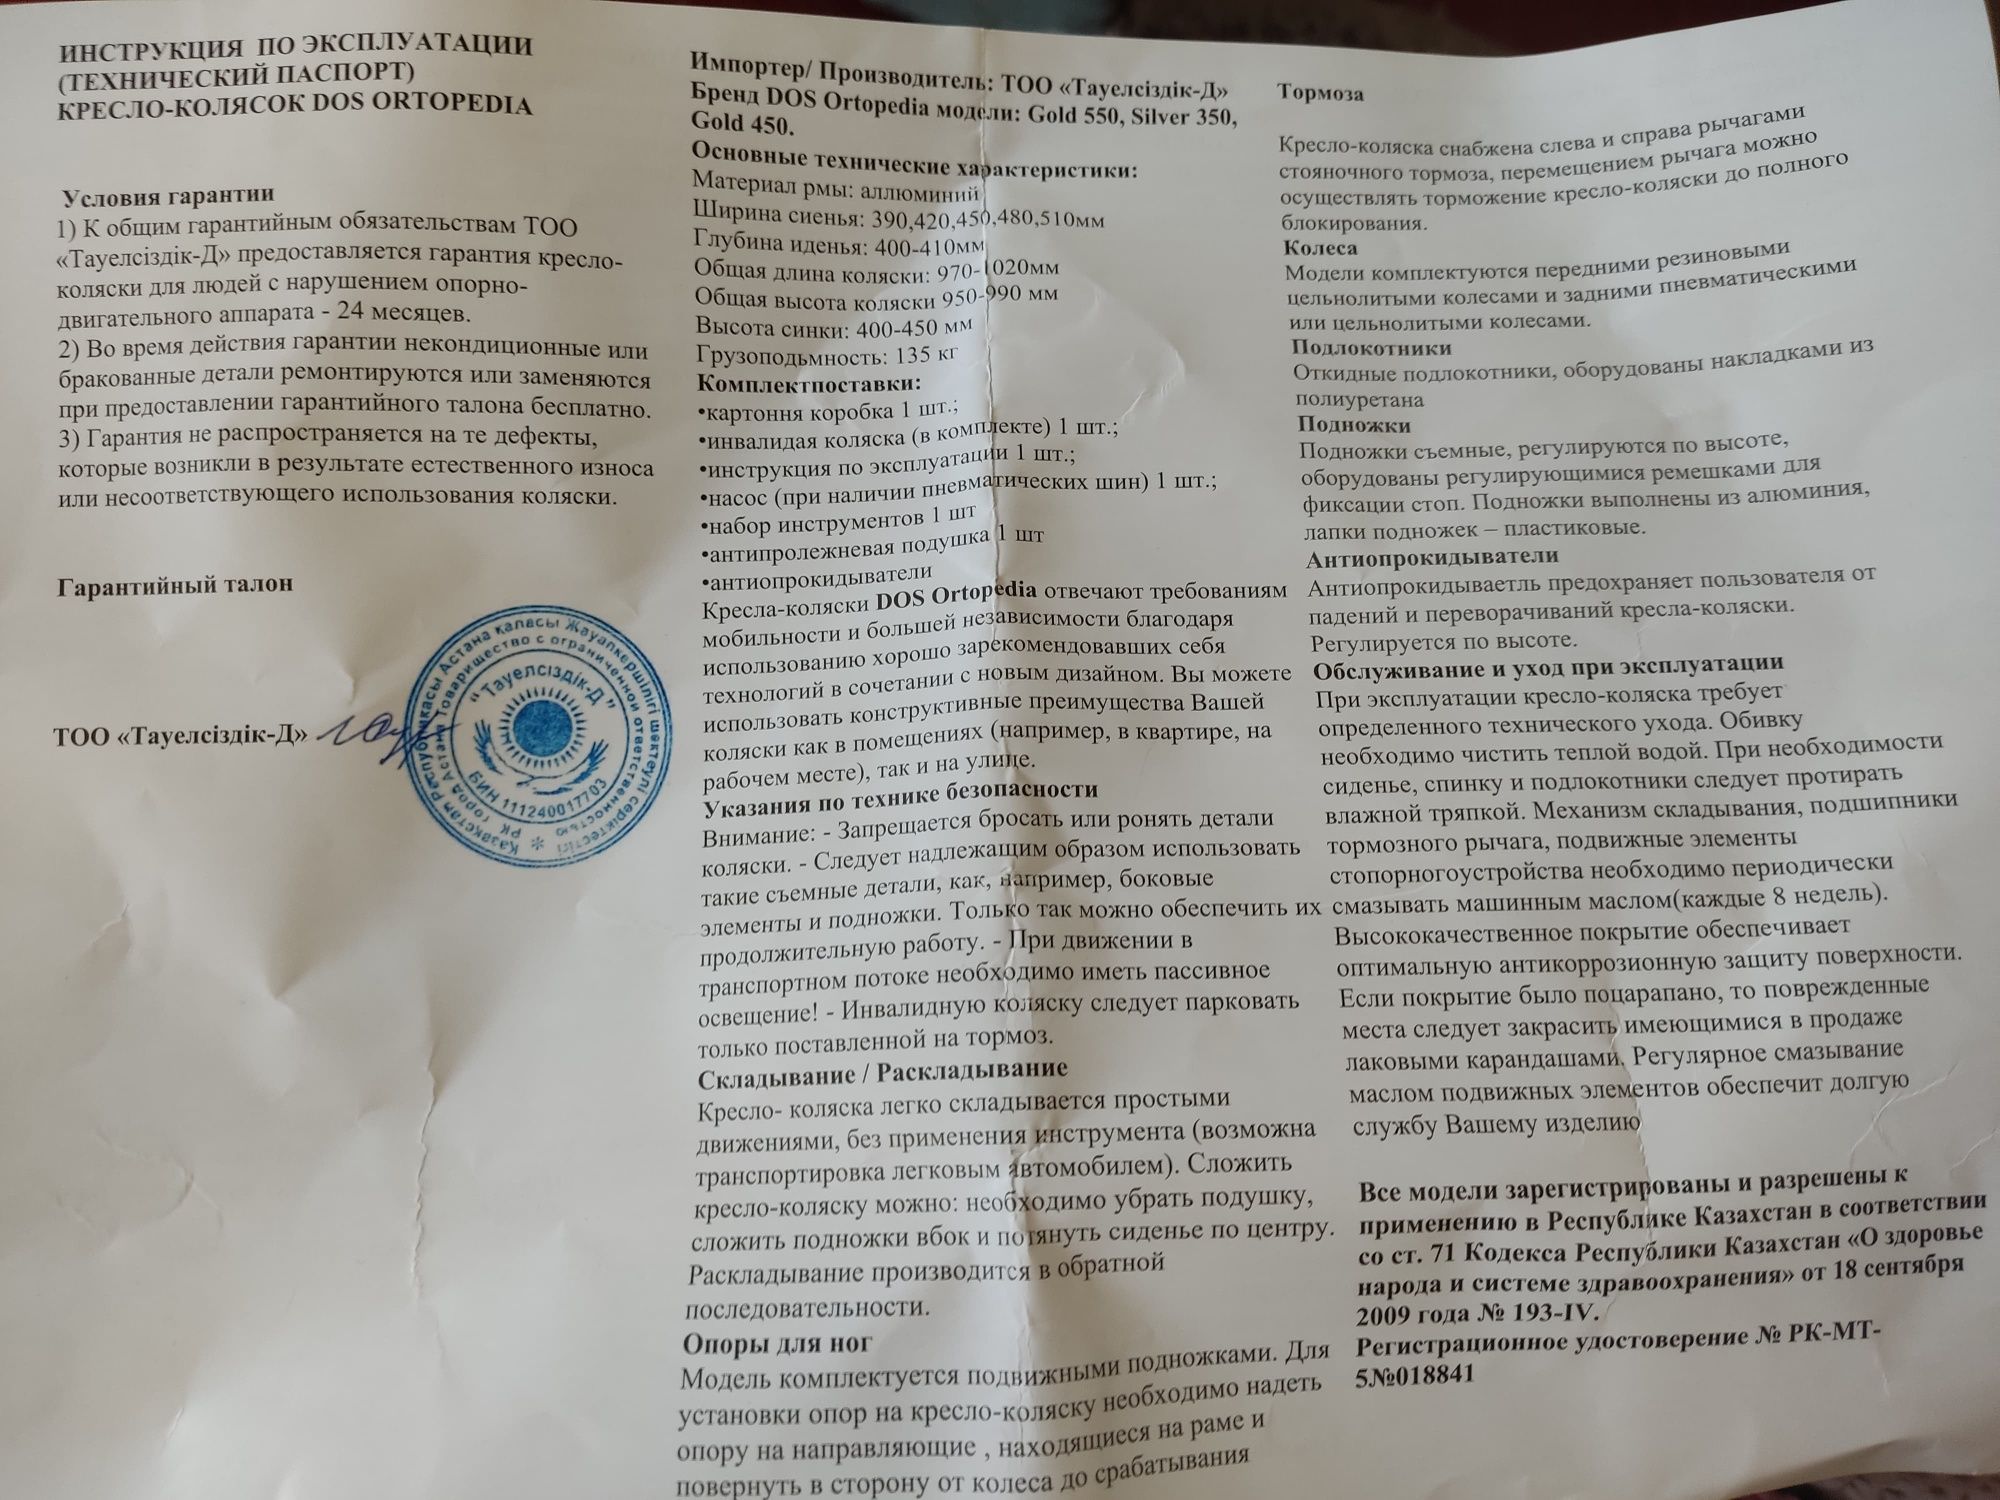 ИНСТРУКЦИЯ ПО ЭКСПЛУАТАЦИИ
(ТЕХНИЧЕСКИЙ ПАСПОРТ)
КРЕСЛО-КОЛЯСОК DOS ORTOPEDIA
Условия гарантии
1) К общим гарантийным обязательствам ТОО
«Тауелсіздік-Д» предоставляется гарантия кресло-
коляски для людей с нарушением опорно-
двигательного аппарата - 24 месяцев.
2) Во время действия гарантии некондиционные или
бракованные детали ремонтируются или заменяются
при предоставлении гарантийного талона бесплатно.
3) Гарантия не распространяется на те дефекты,
которые возникли в результате естественного износа
или несоответствующего использования коляски.
Гарантийный талон
ТОО «Тауелсіздік-Д»
Қазақстан Республикасы Астана қаласы Жауапкершілігі шектеулі серіктестігі
РК город Астана Товарищество с ограниченной ответственностью
"Тауелсіздік-Д"
БИН 111240017703
Импортер/ Производитель: ТОО «Тауелсіздік-Д»
Бренд DOS Ortopedia модели: Gold 550, Silver 350,
Gold 450.
Основные технические характеристики:
Материал рмы: аллюминий
Ширина сиенья: 390,420,450,480,510мм
Глубина иденья: 400-410мм
Общая длина коляски: 970-1020мм
Общая высота коляски 950-990 мм
Высота синки: 400-450 мм
Грузоподьмность: 135 кг
Комплектпоставки:
•картоння коробка 1 шт.;
•инвалидая коляска (в комплекте) 1 шт.;
•инструкция по эксплуатации 1 шт.;
•насос (при наличии пневматических шин) 1 шт.;
•набор инструментов 1 шт
•антипролежневая подушка 1 шт
•антиопрокидыватели
Кресла-коляски DOS Ortopedia отвечают требованиям
мобильности и большей независимости благодаря
использованию хорошо зарекомендовавших себя
технологий в сочетании с новым дизайном. Вы можете
использовать конструктивные преимущества Вашей
коляски как в помещениях (например, в квартире, на
рабочем месте), так и на улице.
Указания по технике безопасности
Внимание: - Запрещается бросать или ронять детали
коляски. - Следует надлежащим образом использовать
такие съемные детали, как, например, боковые
элементы и подножки. Только так можно обеспечить их
продолжительную работу. - При движении в
транспортном потоке необходимо иметь пассивное
освещение! - Инвалидную коляску следует парковать
только поставленной на тормоз.
Складывание / Раскладывание
Кресло- коляска легко складывается простыми
движениями, без применения инструмента (возможна
транспортировка легковым автомобилем). Сложить
кресло-коляску можно: необходимо убрать подушку,
сложить подножки вбок и потянуть сиденье по центру.
Раскладывание производится в обратной
последовательности.
Опоры для ног
Модель комплектуется подвижными подножками. Для
установки опор на кресло-коляску необходимо надеть
опору на направляющие , находящиеся на раме и
повернуть в сторону от колеса до срабатывания
Тормоза
Кресло-коляска снабжена слева и справа рычагами
стояночного тормоза, перемещением рычага можно
осуществлять торможение кресло-коляски до полного
блокирования.
Колеса
Модели комплектуются передними резиновыми
цельнолитыми колесами и задними пневматическими
или цельнолитыми колесами.
Подлокотники
Откидные подлокотники, оборудованы накладками из
полиуретана
Подножки
Подножки съемные, регулируются по высоте,
оборудованы регулирующимися ремешками для
фиксации стоп. Подножки выполнены из алюминия,
лапки подножек – пластиковые.
Антиопрокидыватели
Антиопрокидываетль предохраняет пользователя от
падений и переворачиваний кресла-коляски.
Регулируется по высоте.
Обслуживание и уход при эксплуатации
При эксплуатации кресло-коляска требует
определенного технического ухода. Обивку
необходимо чистить теплой водой. При необходимости
сиденье, спинку и подлокотники следует протирать
влажной тряпкой. Механизм складывания, подшипники
тормозного рычага, подвижные элементы
стопорногоустройства необходимо периодически
смазывать машинным маслом(каждые 8 недель).
Высококачественное покрытие обеспечивает
оптимальную антикоррозионную защиту поверхности.
Если покрытие было поцарапано, то поврежденные
места следует закрасить имеющимися в продаже
лаковыми карандашами. Регулярное смазывание
маслом подвижных элементов обеспечит долгую
службу Вашему изделию
Все модели зарегистрированы и разрешены к
применению в Республике Казахстан в соответствии
со ст. 71 Кодекса Республики Казахстан «О здоровье
народа и системе здравоохранения» от 18 сентября
2009 года № 193-IV.
Регистрационное удостоверение № РК-МТ-
5№018841